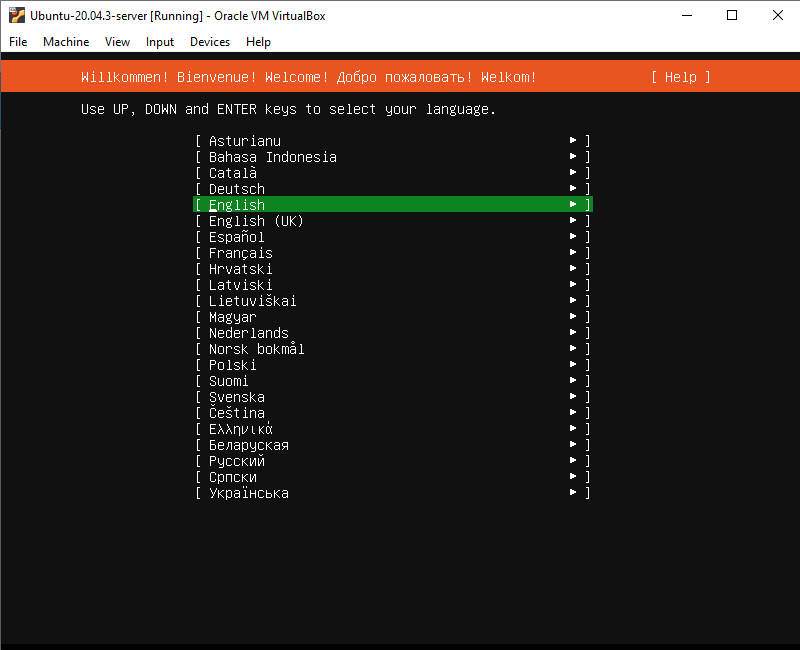 Ubuntu-20.04.3-server [Running] - Oracle VM VirtualBox
File Machine View Input Devices Help
Willkommen! Bienvenue! Welcome! Добро пожаловать! Welkom! [ Help ]
Use UP, DOWN and ENTER keys to select your language.
[ Asturianu ► ]
[ Bahasa Indonesia ► ]
[ Català ► ]
[ Deutsch ► ]
[ English ► ]
[ English (UK) ► ]
[ Español ► ]
[ Français ► ]
[ Hrvatski ► ]
[ Latviski ► ]
[ Lietuviškai ► ]
[ Magyar ► ]
[ Nederlands ► ]
[ Norsk bokmål ► ]
[ Polski ► ]
[ Suomi ► ]
[ Svenska ► ]
[ Čeština ► ]
[ Ελληνικά ► ]
[ Беларуская ► ]
[ Русский ► ]
[ Српски ► ]
[ Українська ► ]